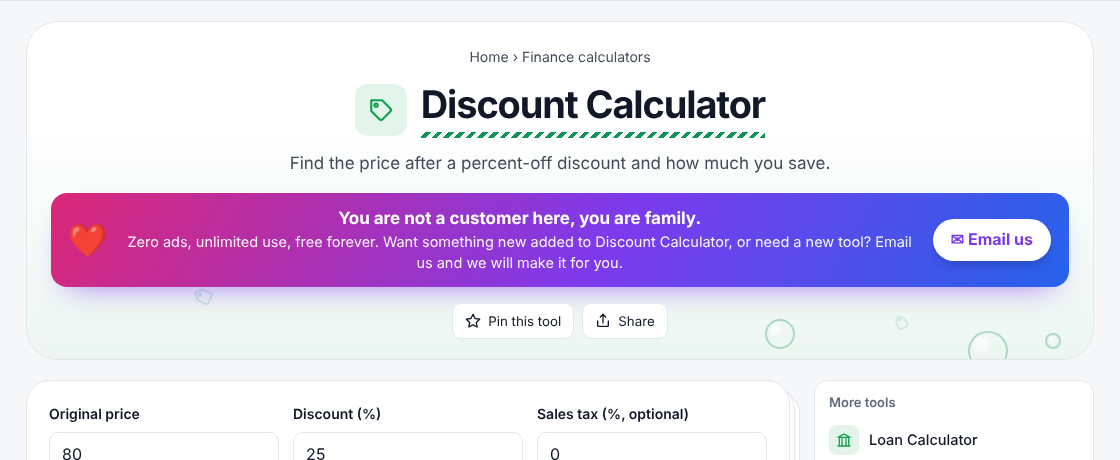 Home › Finance calculators
Discount Calculator
Find the price after a percent-off discount and how much you save.
You are not a customer here, you are family.
Zero ads, unlimited use, free forever. Want something new added to Discount Calculator, or need a new tool? Email
us and we will make it for you.
✉ Email us
Pin this tool
Share
Original price
Discount (%)
Sales tax (%, optional)
80
25
0
More tools
Loan Calculator